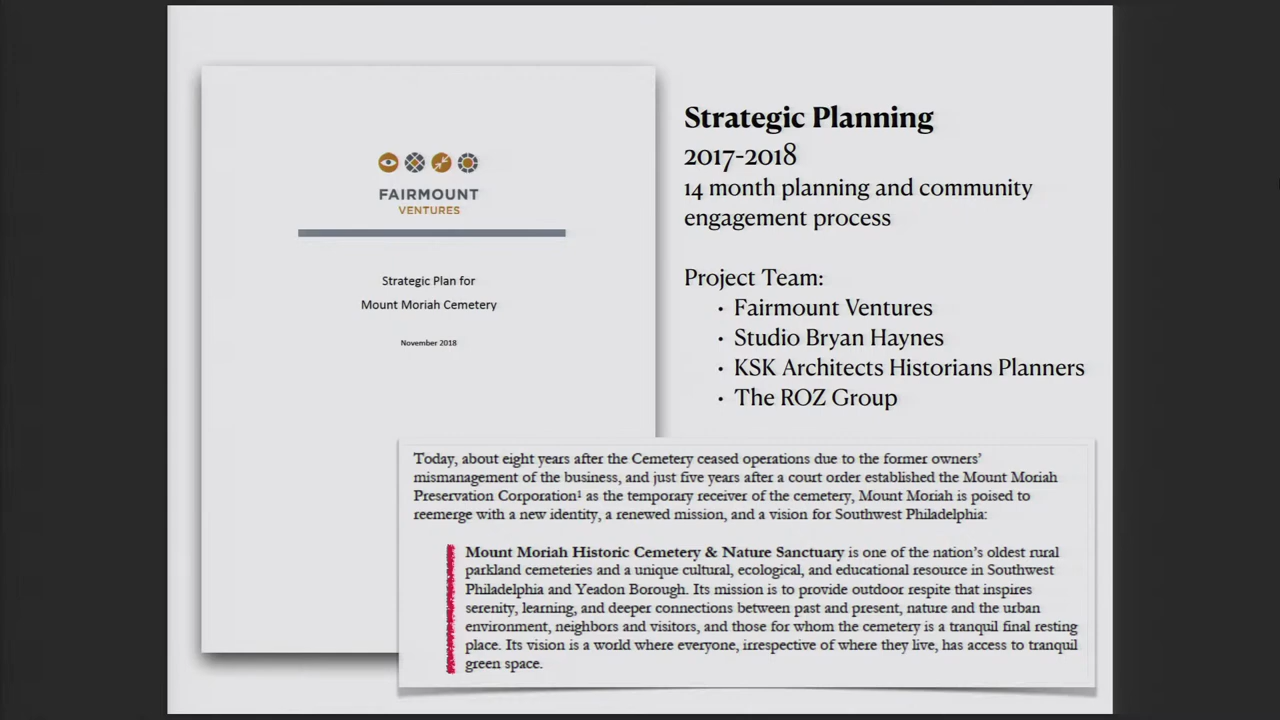 FAIRMOUNT
VENTURES
Strategic Plan for
Mount Moriah Cemetery
November 2018
Strategic Planning
2017-2018
14 month planning and community
engagement process
Project Team:
• Fairmount Ventures
• Studio Bryan Haynes
• KSK Architects Historians Planners
• The ROZ Group
Today, about eight years after the Cemetery ceased operations due to the former owners’
mismanagement of the business, and just five years after a court order established the Mount Moriah
Preservation Corporation¹ as the temporary receiver of the cemetery, Mount Moriah is poised to
reemerge with a new identity, a renewed mission, and a vision for Southwest Philadelphia:
Mount Moriah Historic Cemetery & Nature Sanctuary is one of the nation’s oldest rural
parkland cemeteries and a unique cultural, ecological, and educational resource in Southwest
Philadelphia and Yeadon Borough. Its mission is to provide outdoor respite that inspires
serenity, learning, and deeper connections between past and present, nature and the urban
environment, neighbors and visitors, and those for whom the cemetery is a tranquil final resting
place. Its vision is a world where everyone, irrespective of where they live, has access to tranquil
green space.